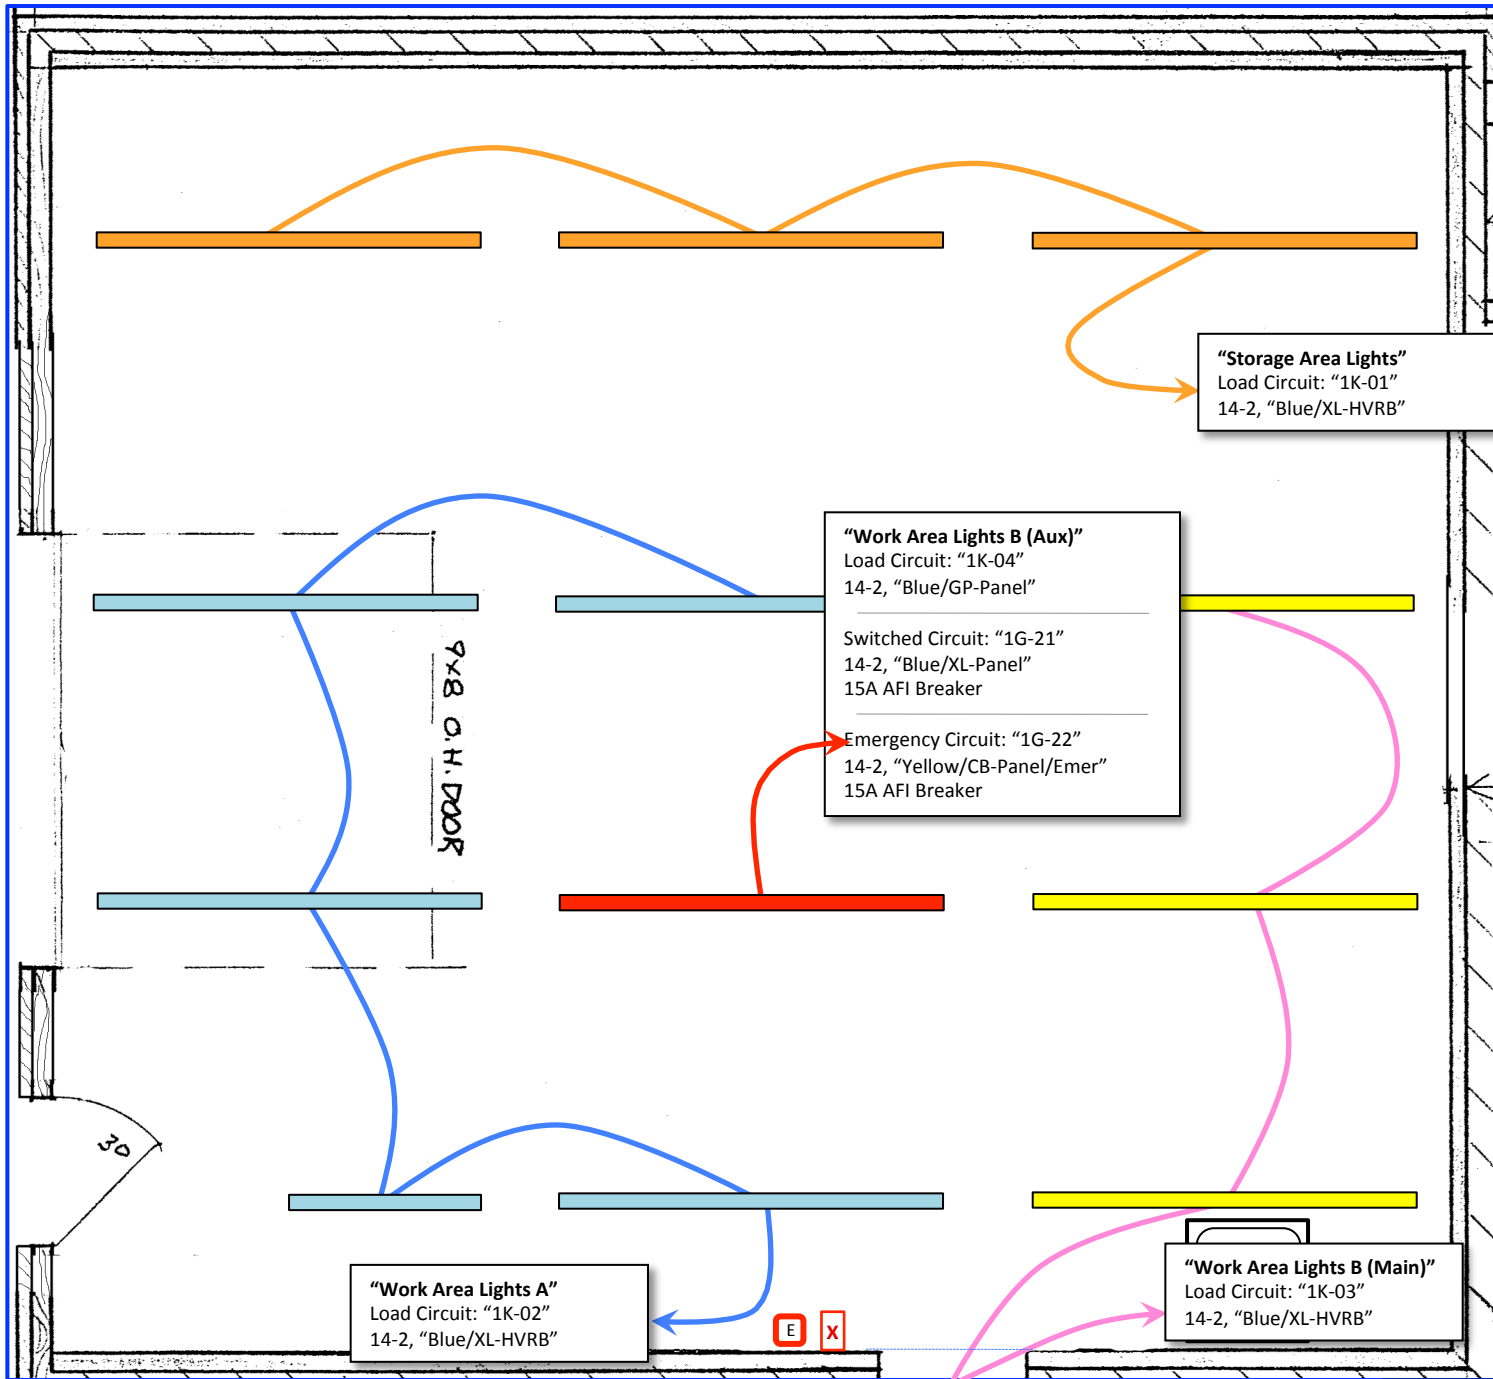 “Storage Area Lights”
Load Circuit: “1K-01”
14-2, “Blue/XL-HVRB”
“Work Area Lights B (Aux)”
Load Circuit: “1K-04”
14-2, “Blue/GP-Panel”
Switched Circuit: “1G-21”
14-2, “Blue/XL-Panel”
15A AFI Breaker
Emergency Circuit: “1G-22”
14-2, “Yellow/CB-Panel/Emer”
15A AFI Breaker
9x8 O.H. DOOR
30
“Work Area Lights A”
Load Circuit: “1K-02”
14-2, “Blue/XL-HVRB”
E
X
“Work Area Lights B (Main)”
Load Circuit: “1K-03”
14-2, “Blue/XL-HVRB”